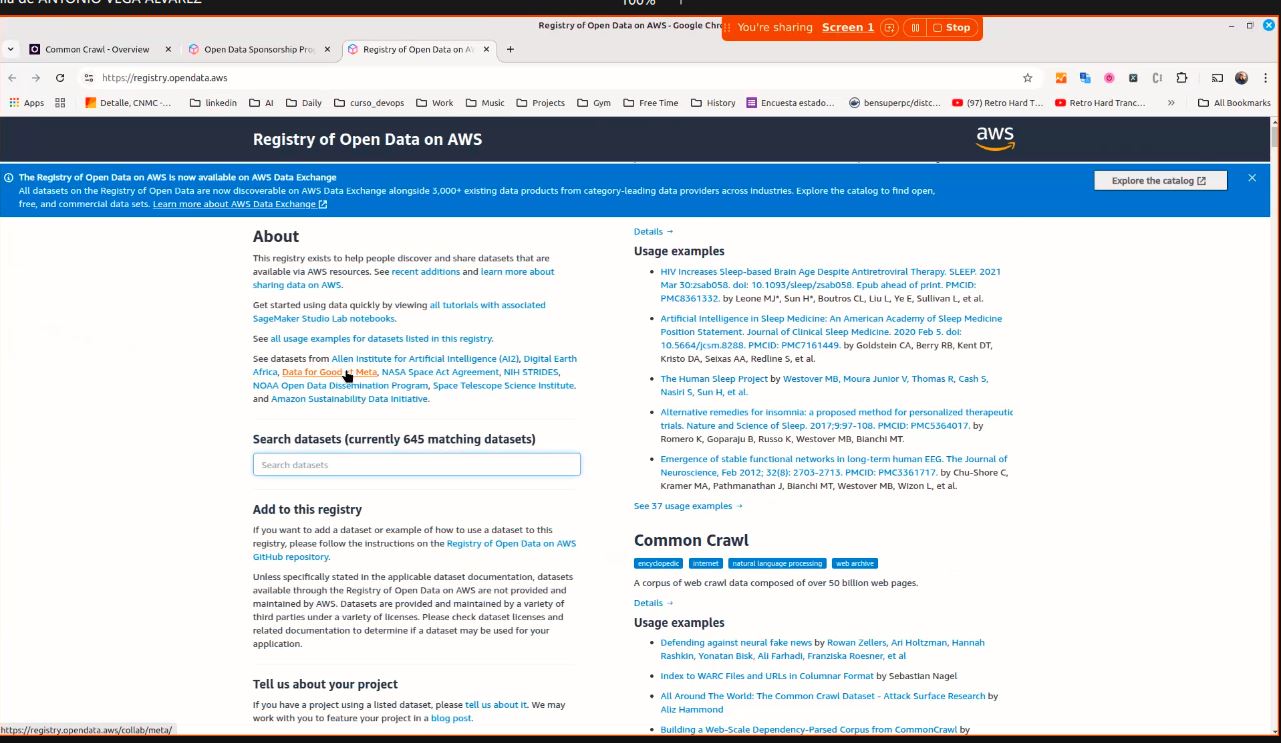 100%
Registry of Open Data on AWS - Google Chr
You're sharing Screen 1 Stop
Common Crawl - Overview
Open Data Sponsorship Pro
Registry of Open Data on A
https://registry.opendata.aws
Apps
Detalle, CNMC -...
linkedin
AI
Daily
curso_devops
Work
Music
Projects
Gym
Free Time
History
Encuesta estado...
bensuperpc/distc...
(97) Retro Hard T...
Retro Hard Tranc...
»
All Bookmarks
Registry of Open Data on AWS
aws
The Registry of Open Data on AWS is now available on AWS Data Exchange
All datasets on the Registry of Open Data are now discoverable on AWS Data Exchange alongside 3,000+ existing data products from category-leading data providers across industries. Explore the catalog to find open,
free, and commercial data sets. Learn more about AWS Data Exchange
Explore the catalog
About
This registry exists to help people discover and share datasets that are
available via AWS resources. See recent additions and learn more about
sharing data on AWS.
Get started using data quickly by viewing all tutorials with associated
SageMaker Studio Lab notebooks.
See all usage examples for datasets listed in this registry.
See datasets from Allen Institute for Artificial Intelligence (AI2), Digital Earth
Africa, Data for Good at Meta, NASA Space Act Agreement, NIH STRIDES,
NOAA Open Data Dissemination Program, Space Telescope Science Institute,
and Amazon Sustainability Data Initiative.
Search datasets (currently 645 matching datasets)
Search datasets
Add to this registry
If you want to add a dataset or example of how to use a dataset to this
registry, please follow the instructions on the Registry of Open Data on AWS
GitHub repository.
Unless specifically stated in the applicable dataset documentation, datasets
available through the Registry of Open Data on AWS are not provided and
maintained by AWS. Datasets are provided and maintained by a variety of
third parties under a variety of licenses. Please check dataset licenses and
related documentation to determine if a dataset may be used for your
application.
Tell us about your project
If you have a project using a listed dataset, please tell us about it. We may
work with you to feature your project in a blog post.
Details →
Usage examples
• HIV Increases Sleep-based Brain Age Despite Antiretroviral Therapy. SLEEP. 2021
Mar 30:zsab058. doi: 10.1093/sleep/zsab058. Epub ahead of print. PMCID:
PMC8361332. by Leone MJ*, Sun H*, Boutros CL, Liu L, Ye E, Sullivan L, et al.
• Artificial Intelligence in Sleep Medicine: An American Academy of Sleep Medicine
Position Statement. Journal of Clinical Sleep Medicine. 2020 Feb 5. doi:
10.5664/jcsm.8288. PMCID: PMC7161449. by Goldstein CA, Berry RB, Kent DT,
Kristo DA, Seixas AA, Redline S, et al.
• The Human Sleep Project by Westover MB, Moura Junior V, Thomas R, Cash S,
Nasiri S, Sun H, et al.
• Alternative remedies for insomnia: a proposed method for personalized therapeutic
trials. Nature and Science of Sleep. 2017;9:97-108. PMCID: PMC5364017. by
Romero K, Goparaju B, Russo K, Westover MB, Bianchi MT.
• Emergence of stable functional networks in long-term human EEG. The Journal of
Neuroscience, Feb 2012; 32(8): 2703-2713. PMCID: PMC3361717. by Chu-Shore C,
Kramer MA, Pathmanathan J, Bianchi MT, Westover MB, Wizon L, et al.
See 37 usage examples →
Common Crawl
encyclopedic
internet
natural language processing
web archive
A corpus of web crawl data composed of over 50 billion web pages.
Details →
Usage examples
• Defending against neural fake news by Rowan Zellers, Ari Holtzman, Hannah
Rashkin, Yonatan Bisk, Ali Farhadi, Franziska Roesner, et al
• Index to WARC Files and URLs in Columnar Format by Sebastian Nagel
• All Around The World: The Common Crawl Dataset - Attack Surface Research by
Aliz Hammond
• Building a Web-Scale Dependency-Parsed Corpus from CommonCrawl by
https://registry.opendata.aws/collab/meta/